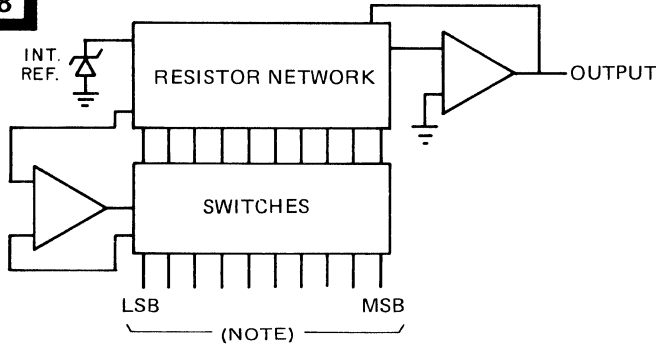 8
INT.
REF.
RESISTOR NETWORK
OUTPUT
SWITCHES
LSB
MSB
(NOTE)